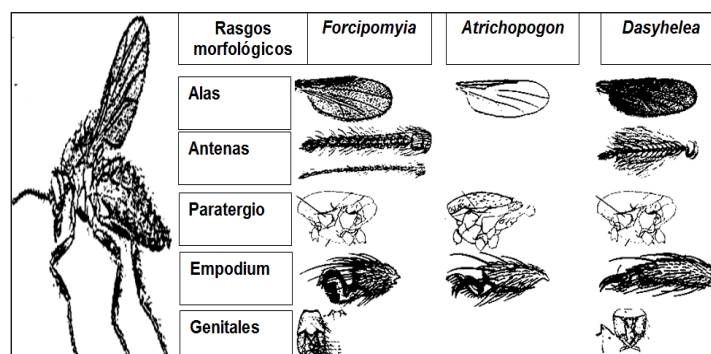 Rasgos morfológicos Forcipomyia Atrichopogon Dasyhelea
Alas
Antenas
Paratergio
Empodium
Genitales